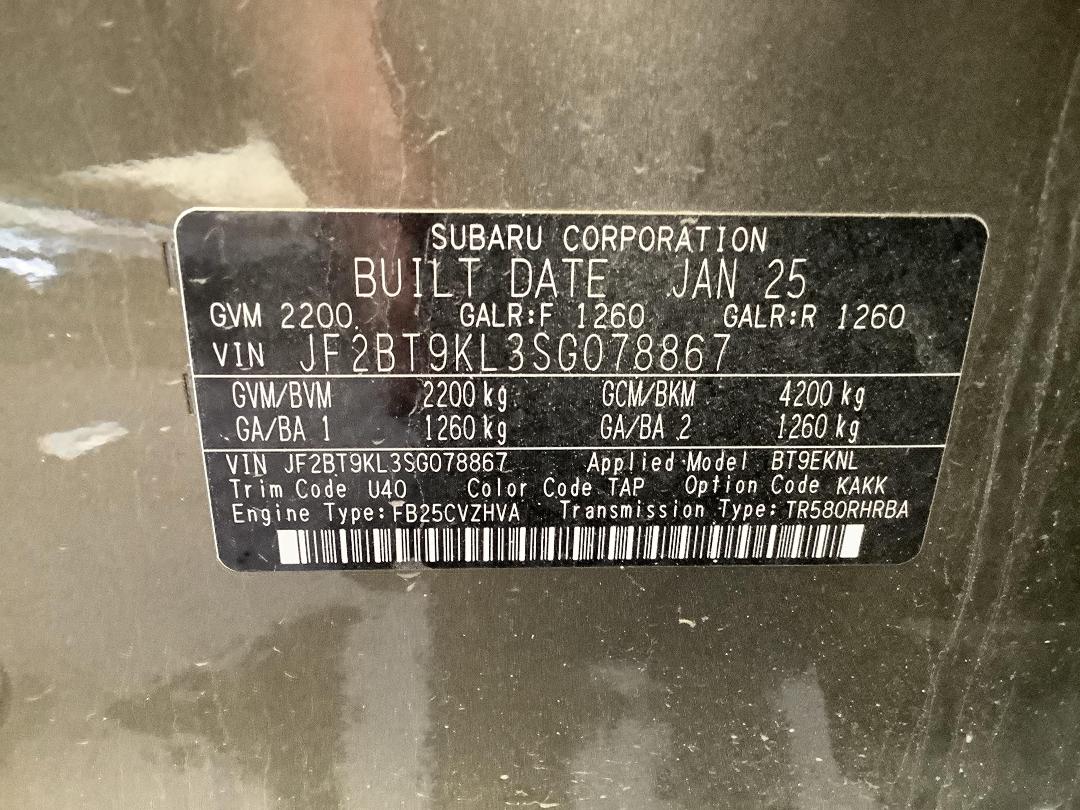 SUBARU CORPORATION
BUILT DATE JAN 25
GVM 2200 GALR:F 1260 GALR:R 1260
VIN JF2BT9KL3SG078867
GVM/BVM 2200 kg GCM/BKM 4200 kg
GA/BA 1 1260 kg GA/BA 2 1260 kg
VIN JF2BT9KL3SG078867 Applied Model BT9EKNL
Trim Code U40 Color Code TAP Option Code KAKK
Engine Type:FB25CVZHVA Transmission Type:TR580RHRBA